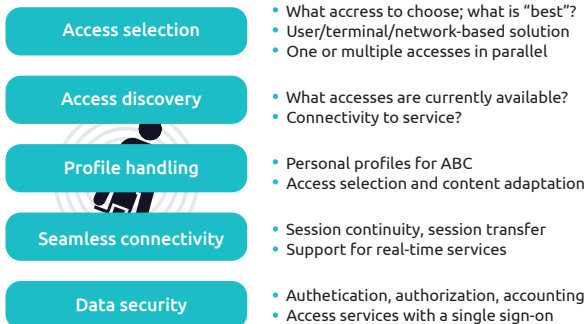 Access selection
• What accress to choose; what is “best”?
• User/terminal/network-based solution
• One or multiple accesses in parallel
Access discovery
• What accesses are currently available?
• Connectivity to service?
Profile handling
• Personal profiles for ABC
• Access selection and content adaptation
Seamless connectivity
• Session continuity, session transfer
• Support for real-time services
Data security
• Authetication, authorization, accounting
• Access services with a single sign-on